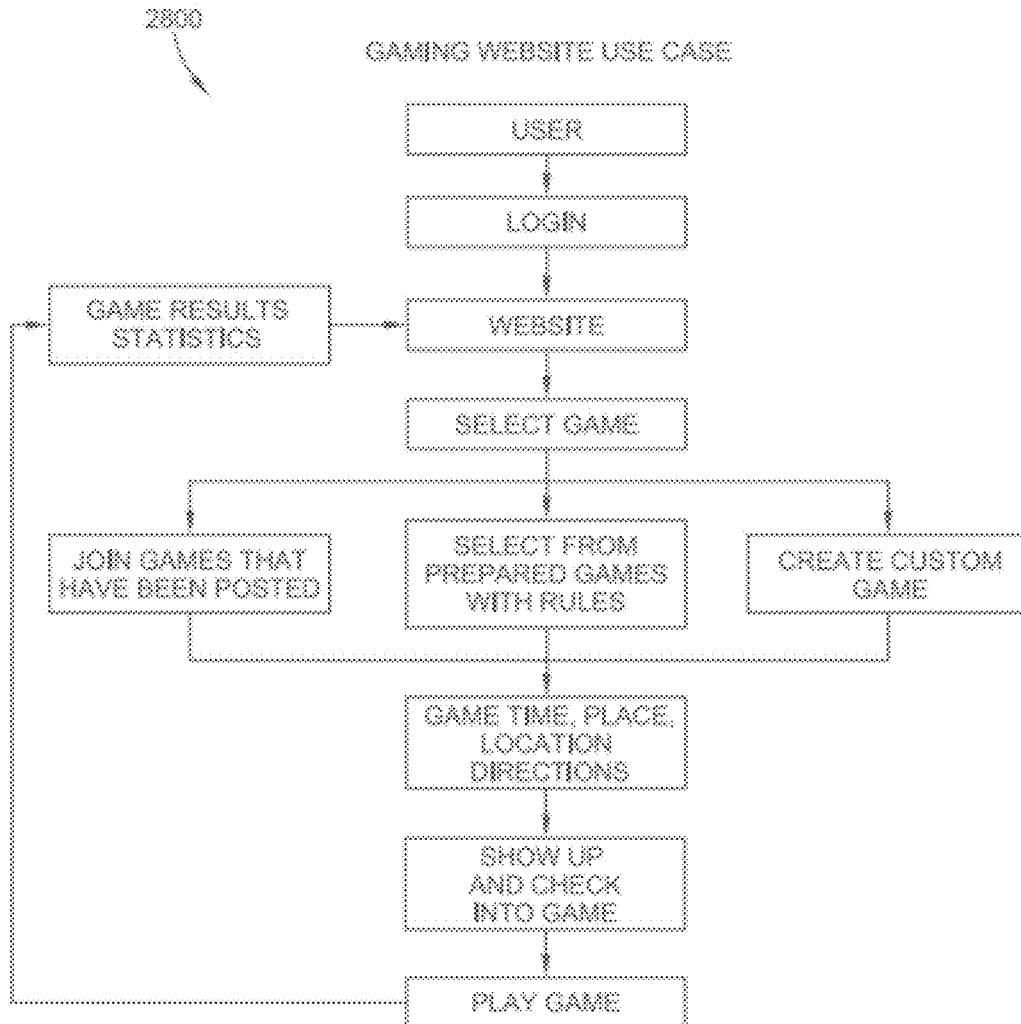 2800
GAMING WEBSITE USE CASE
USER
LOGIN
GAME RESULTS
STATISTICS
WEBSITE
SELECT GAME
JOIN GAMES THAT
HAVE BEEN POSTED
SELECT FROM
PREPARED GAMES
WITH RULES
CREATE CUSTOM
GAME
GAME TIME, PLACE,
LOCATION
DIRECTIONS
SHOW UP
AND CHECK
INTO GAME
PLAY GAME